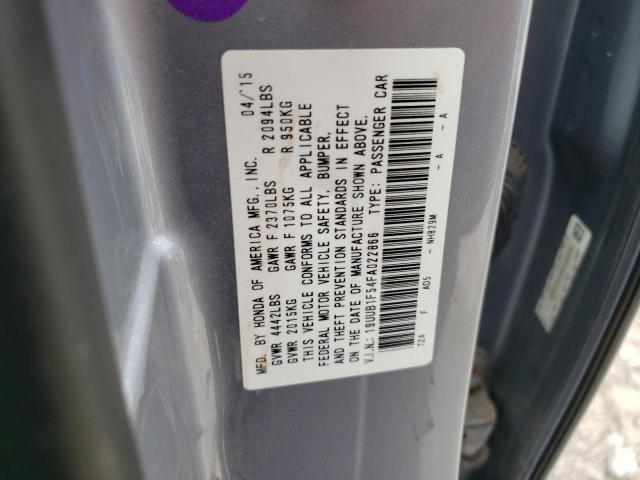 MFD. BY HONDA OF AMERICA MFG., INC. 04/'15
GVWR 4442LBS GAWR F 2370LBS R 2094LBS
GVWR 2015KG GAWR F 1075KG R 950KG
THIS VEHICLE CONFORMS TO ALL APPLICABLE
FEDERAL MOTOR VEHICLE SAFETY, BUMPER,
AND THEFT PREVENTION STANDARDS IN EFFECT
ON THE DATE OF MANUFACTURE SHOWN ABOVE.
V.I.N.: 19UUB1F54FA022866 TYPE: PASSENGER CAR
TZ4 F AD5 - NH829M - A - A